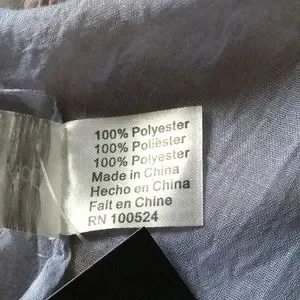 100% Polyester
100% Poliéster
100% Polyester
Made in China
Hecho en China
Fait en Chine
RN 100524